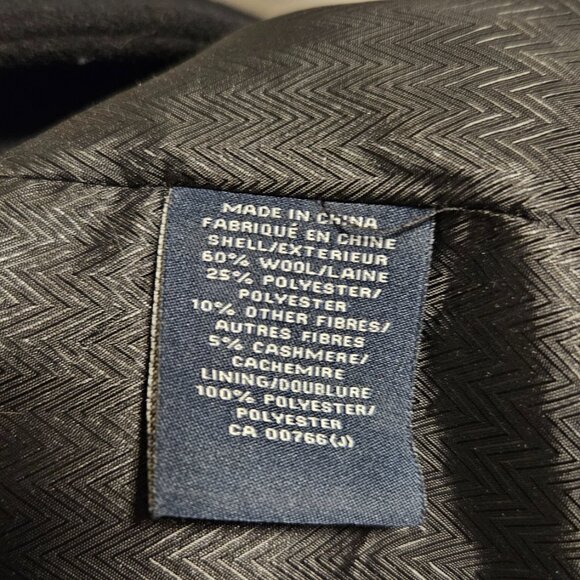 MADE IN CHINA
FABRIQUÉ EN CHINE
SHELL/EXTERIEUR
60% WOOL/LAINE
25% POLYESTER/
POLYESTER
10% OTHER FIBRES/
AUTRES FIBRES
5% CASHMERE/
CACHEMIRE
LINING/DOUBLURE
100% POLYESTER/
POLYESTER
CA 00766(J)